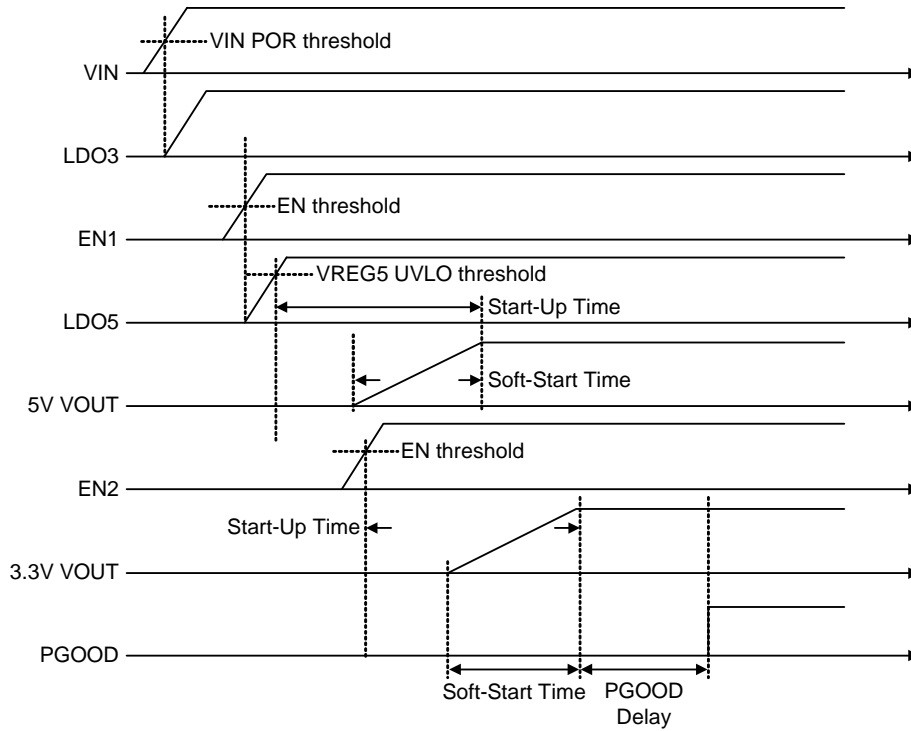 VIN POR threshold
VIN
LDO3
EN threshold
EN1
VREG5 UVLO threshold
Start-Up Time
LDO5
Soft-Start Time
5V VOUT
EN threshold
EN2
Start-Up Time
3.3V VOUT
PGOOD
Soft-Start Time
PGOOD
Delay